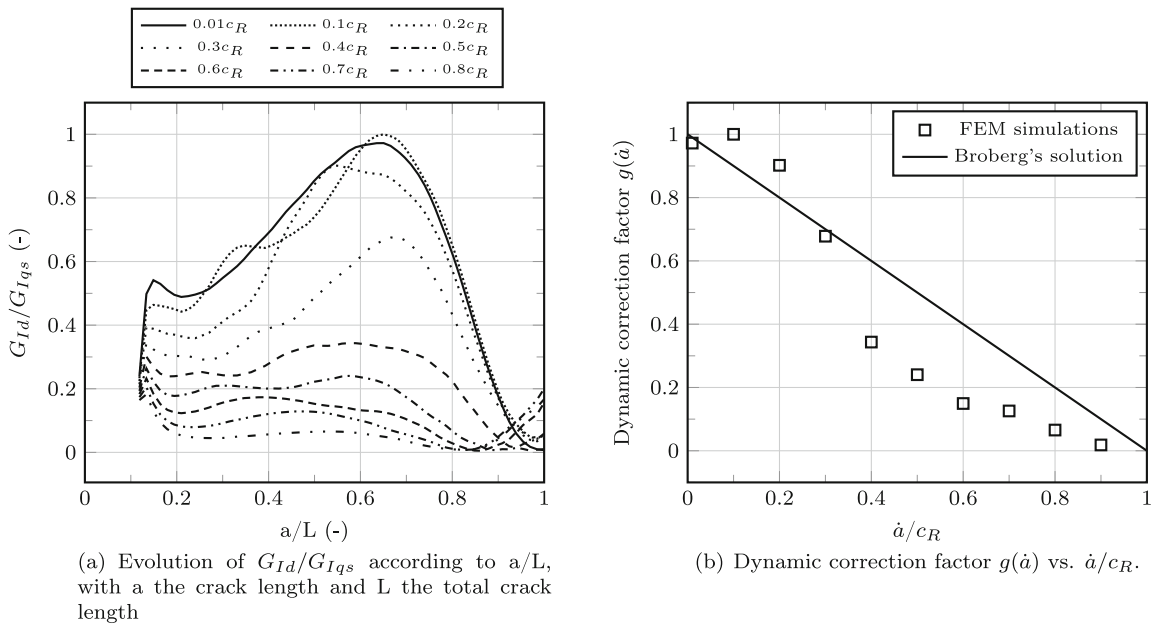 0.01c_R 0.1c_R 0.2c_R
0.3c_R 0.4c_R 0.5c_R
0.6c_R 0.7c_R 0.8c_R
1
0.8
0.6
0.4
0.2
0
0 0.2 0.4 0.6 0.8 1
G_{Id}/G_{Iqs} (-)
a/L (-)
(a) Evolution of G_{Id}/G_{Iqs} according to a/L,
with a the crack length and L the total crack
length
FEM simulations
Broberg's solution
1
0.8
0.6
0.4
0.2
0
0 0.2 0.4 0.6 0.8 1
Dynamic correction factor g(ȧ)
ȧ/c_R
(b) Dynamic correction factor g(ȧ) vs. ȧ/c_R.